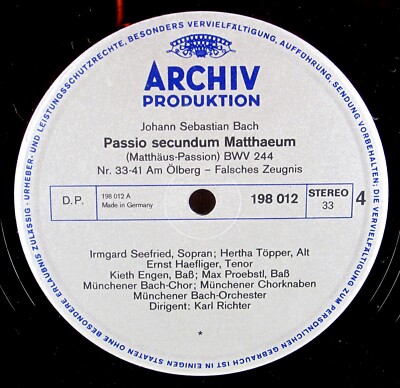 URHEBER- UND LEISTUNGSSCHUTZRECHTE, BESONDERS VERVIELFÄLTIGUNG, AUFFÜHRUNG, SENDUNG VORBEHALTEN; DIE VERVIELFÄLTIGUNG ZUM PERSÖNLICHEN GEBRAUCH IST IN EINIGEN STAATEN OHNE BESONDERE ERLAUBNIS ZULÄSSIG ·
ARCHIV
PRODUKTION
Johann Sebastian Bach
Passio secundum Matthaeum
(Matthäus-Passion) BWV 244
Nr. 33-41 Am Ölberg – Falsches Zeugnis
D.P.
198 012 A
Made in Germany
198 012
STEREO
33
4
Irmgard Seefried, Sopran; Hertha Töpper, Alt
Ernst Haefliger, Tenor
Kieth Engen, Baß; Max Proebstl, Baß
Münchener Bach-Chor; Münchener Chorknaben
Münchener Bach-Orchester
Dirigent: Karl Richter
*